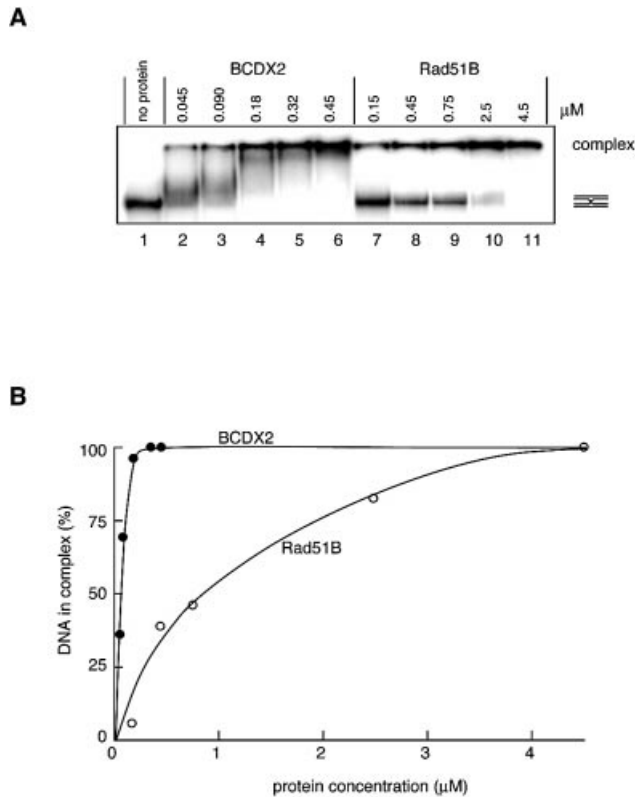 A
BCDX2 Rad51B
no protein 0.045 0.090 0.18 0.32 0.45 0.15 0.45 0.75 2.5 4.5 μM
complex
1 2 3 4 5 6 7 8 9 10 11
B
BCDX2
100
75
Rad51B
50
25
0
0 1 2 3 4
DNA in complex (%)
protein concentration (μM)